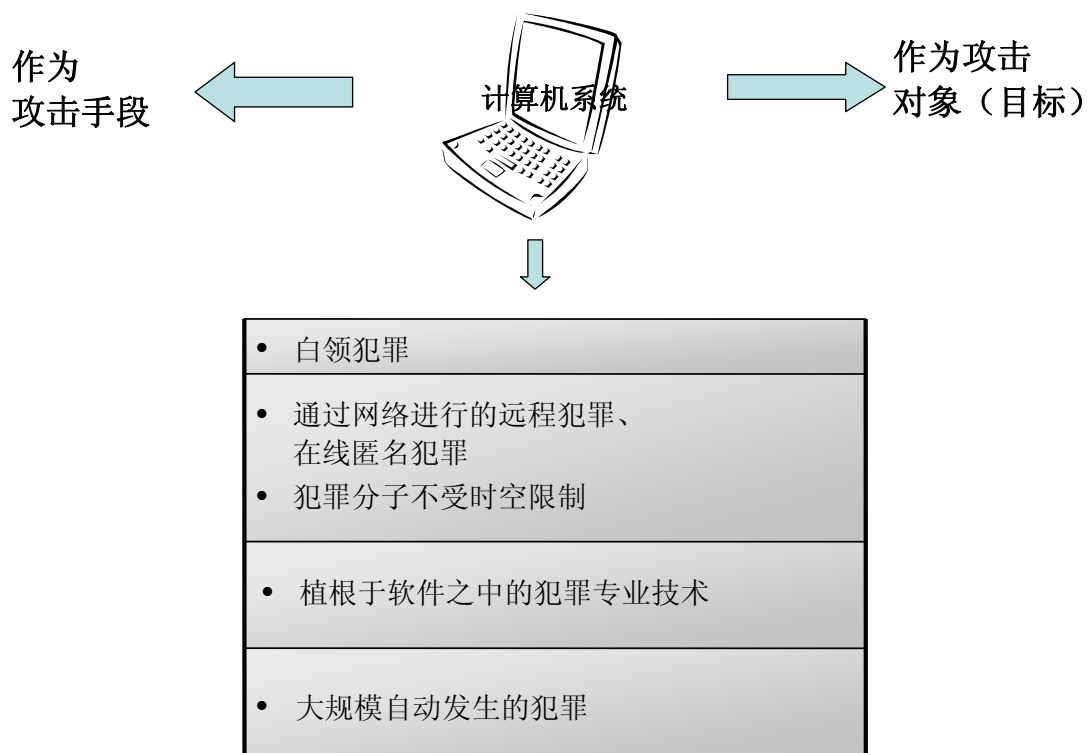 作为
攻击手段
计算机系统
作为攻击
对象（目标）
• 白领犯罪
• 通过网络进行的远程犯罪、
在线匿名犯罪
• 犯罪分子不受时空限制
• 植根于软件之中的犯罪专业技术
• 大规模自动发生的犯罪